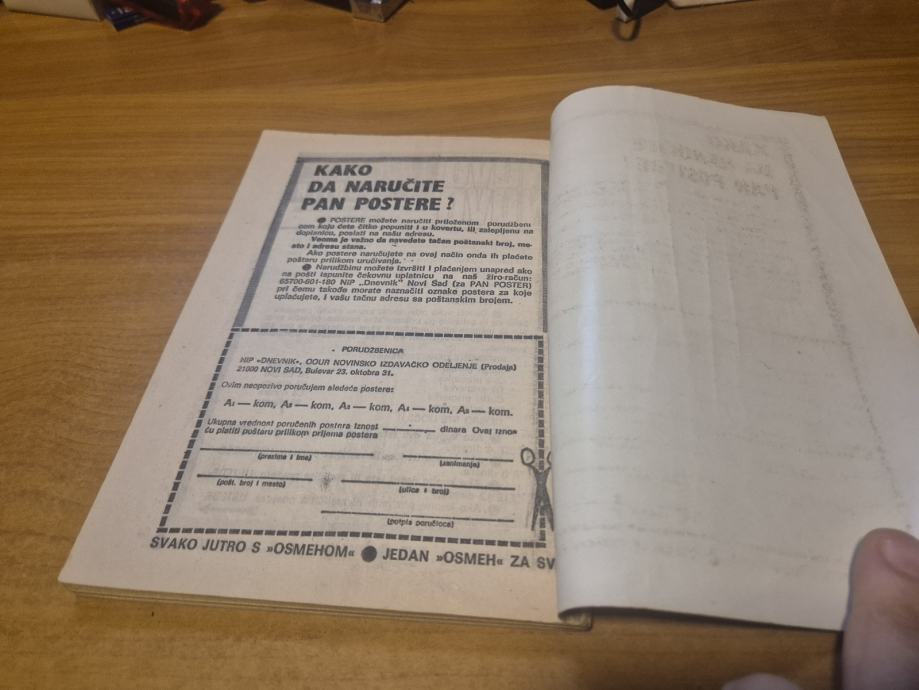 KAKO
DA NARUČITE
PAN POSTERE?
● POSTERE možete naručiti priloženom porudžbeni
com koju ćete čitko popuniti i u kovertu, ili zalepljenu na
dopisnicu, poslati na našu adresu.
Veoma je važno da navedete tačan poštanski broj, me-
sto i adresu stana.
Ako postere naručujete na ovaj način onda ih plaćate
poštaru prilikom uručivanja.
● Narudžbinu možete izvršiti i plaćanjem unapred ako
na pošti ispunite čekovnu uplatnicu na naš žiro-račun:
65700-601-180 NIP „Dnevnik" Novi Sad (za PAN POSTER)
pri čemu takođe morate naznačiti oznake postera za koje
uplaćujete, i vašu tačnu adresu sa poštanskim brojem.
PORUDŽBENICA
NIP «DNEVNIK», OOUR NOVINSKO IZDAVAČKO ODELJENJE (Prodaja)
21000 NOVI SAD, Bulevar 23. oktobra 31.
Ovim neopozivo poručujem sledeće postere:
A1 — kom, A2 — kom, A3 — kom, A4 — kom, A5 — kom.
Ukupna vrednost poručenih postera iznosi ———— dinara Ovaj iznos
ću platiti poštaru prilikom prijema postera
(prezime i ime) (zanimanje)
(pošt. broj i mesto) (ulica i broj)
(potpis poručioca)
SVAKO JUTRO S »OSMEHOM« ● JEDAN »OSMEH« ZA SV